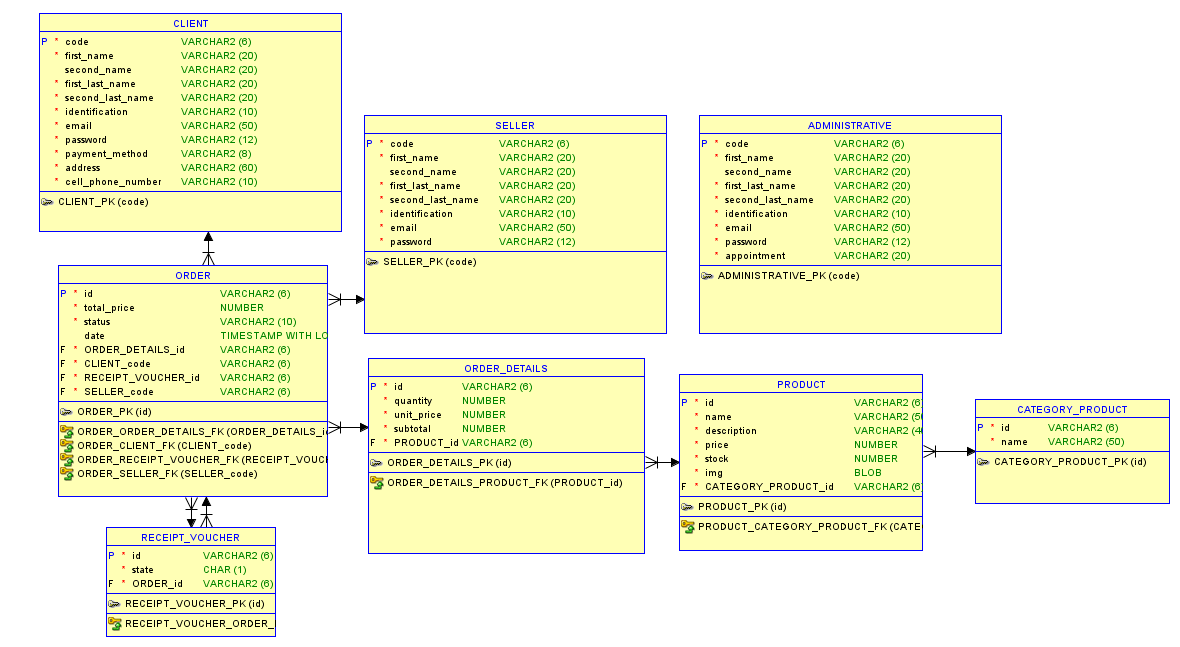 CLIENT
P * code VARCHAR2 (6)
* first_name VARCHAR2 (20)
second_name VARCHAR2 (20)
* first_last_name VARCHAR2 (20)
* second_last_name VARCHAR2 (20)
* identification VARCHAR2 (10)
* email VARCHAR2 (50)
* password VARCHAR2 (12)
* payment_method VARCHAR2 (8)
* address VARCHAR2 (60)
* cell_phone_number VARCHAR2 (10)
CLIENT_PK (code)
SELLER
P * code VARCHAR2 (6)
* first_name VARCHAR2 (20)
second_name VARCHAR2 (20)
* first_last_name VARCHAR2 (20)
* second_last_name VARCHAR2 (20)
* identification VARCHAR2 (10)
* email VARCHAR2 (50)
* password VARCHAR2 (12)
SELLER_PK (code)
ADMINISTRATIVE
P * code VARCHAR2 (6)
* first_name VARCHAR2 (20)
second_name VARCHAR2 (20)
* first_last_name VARCHAR2 (20)
* second_last_name VARCHAR2 (20)
* identification VARCHAR2 (10)
* email VARCHAR2 (50)
* password VARCHAR2 (12)
* appointment VARCHAR2 (20)
ADMINISTRATIVE_PK (code)
ORDER
P * id VARCHAR2 (6)
* total_price NUMBER
* status VARCHAR2 (10)
date TIMESTAMP WITH LO
F * ORDER_DETAILS_id VARCHAR2 (6)
F * CLIENT_code VARCHAR2 (6)
F * RECEIPT_VOUCHER_id VARCHAR2 (6)
F * SELLER_code VARCHAR2 (6)
ORDER_PK (id)
ORDER_ORDER_DETAILS_FK (ORDER_DETAILS_i
ORDER_CLIENT_FK (CLIENT_code)
ORDER_RECEIPT_VOUCHER_FK (RECEIPT_VOUC
ORDER_SELLER_FK (SELLER_code)
ORDER_DETAILS
P * id VARCHAR2 (6)
* quantity NUMBER
* unit_price NUMBER
* subtotal NUMBER
F * PRODUCT_id VARCHAR2 (6)
ORDER_DETAILS_PK (id)
ORDER_DETAILS_PRODUCT_FK (PRODUCT_id)
PRODUCT
P * id VARCHAR2 (6
* name VARCHAR2 (5
* description VARCHAR2 (4
* price NUMBER
* stock NUMBER
* img BLOB
F * CATEGORY_PRODUCT_id VARCHAR2 (6
PRODUCT_PK (id)
PRODUCT_CATEGORY_PRODUCT_FK (CATE
CATEGORY_PRODUCT
P * id VARCHAR2 (6)
* name VARCHAR2 (50)
CATEGORY_PRODUCT_PK (id)
RECEIPT_VOUCHER
P * id VARCHAR2 (6)
* state CHAR (1)
F * ORDER_id VARCHAR2 (6)
RECEIPT_VOUCHER_PK (id)
RECEIPT_VOUCHER_ORDER_